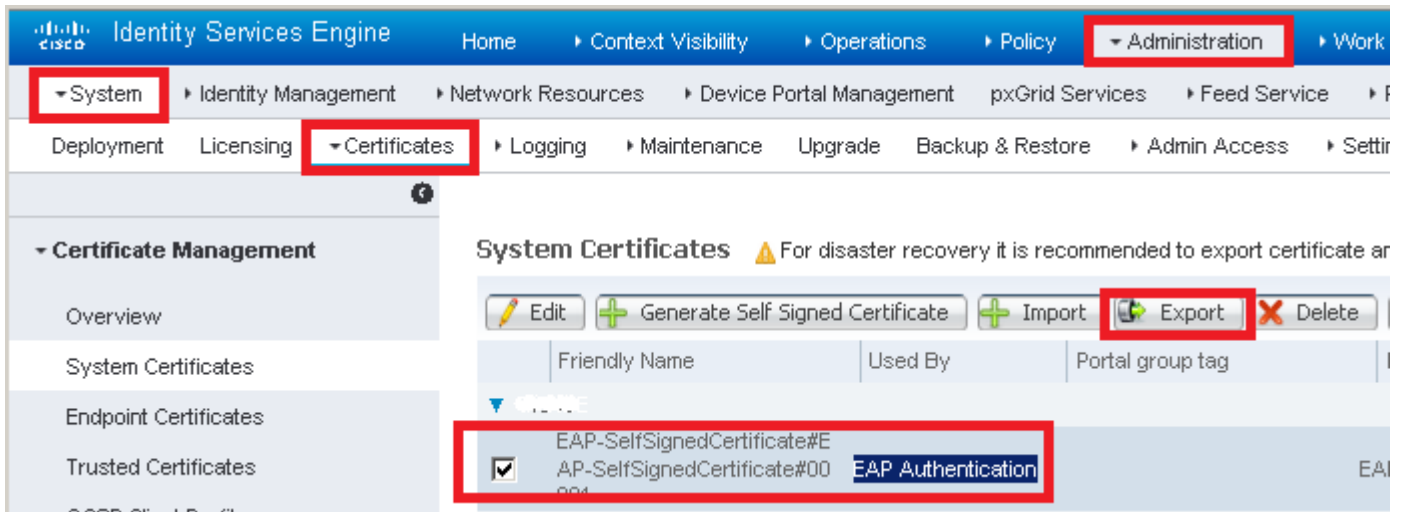 cisco Identity Services Engine Home Context Visibility Operations Policy Administration Work
System Identity Management Network Resources Device Portal Management pxGrid Services Feed Service
Deployment Licensing Certificates Logging Maintenance Upgrade Backup & Restore Admin Access
Certificate Management
System Certificates For disaster recovery it is recommended to export certificate
Edit Generate Self Signed Certificate Import Export Delete
Overview
Friendly Name Used By Portal group tag
System Certificates
Endpoint Certificates
EAP-SelfSignedCertificate#E
AP-SelfSignedCertificate#00 EAP Authentication
Trusted Certificates